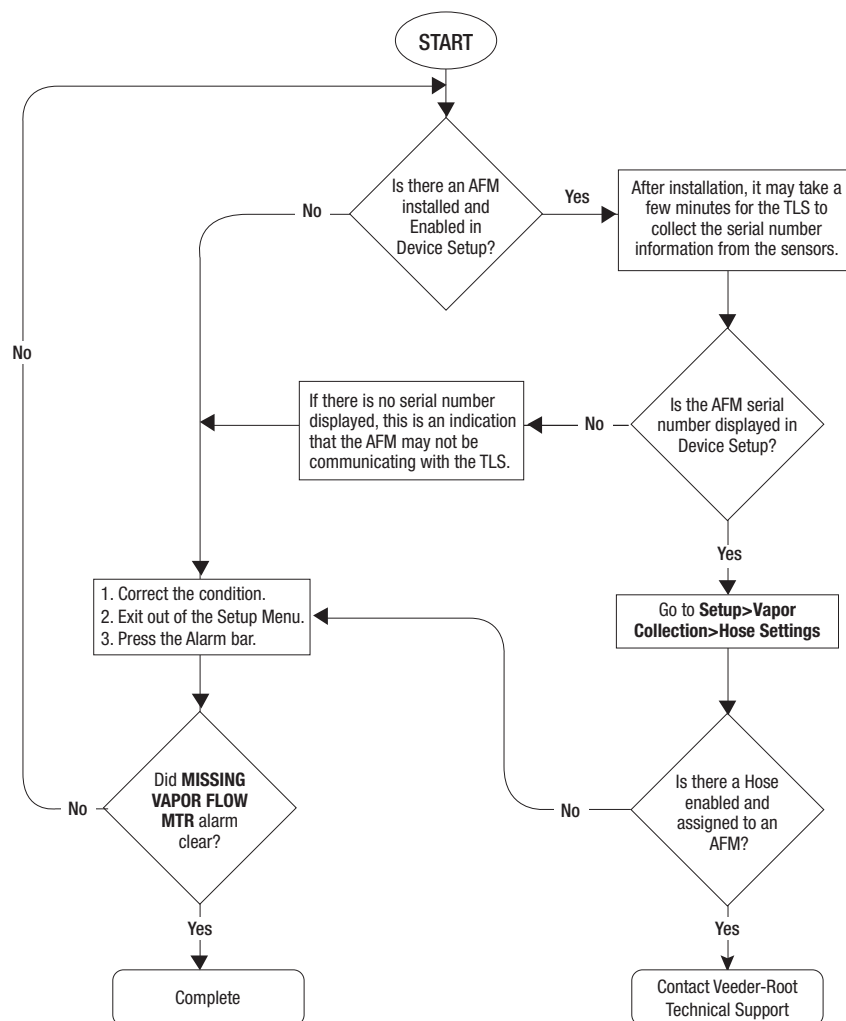 START
Is there an AFM
installed and
Enabled in
Device Setup?
No
Yes
After installation, it may take a
few minutes for the TLS to
collect the serial number
information from the sensors.
No
If there is no serial number
displayed, this is an indication
that the AFM may not be
communicating with the TLS.
No
Is the AFM serial
number displayed in
Device Setup?
Yes
1. Correct the condition.
2. Exit out of the Setup Menu.
3. Press the Alarm bar.
Go to Setup>Vapor
Collection>Hose Settings
Did MISSING
VAPOR FLOW
MTR alarm
clear?
No
No
Is there a Hose
enabled and
assigned to an
AFM?
Yes
Yes
Complete
Contact Veeder-Root
Technical Support